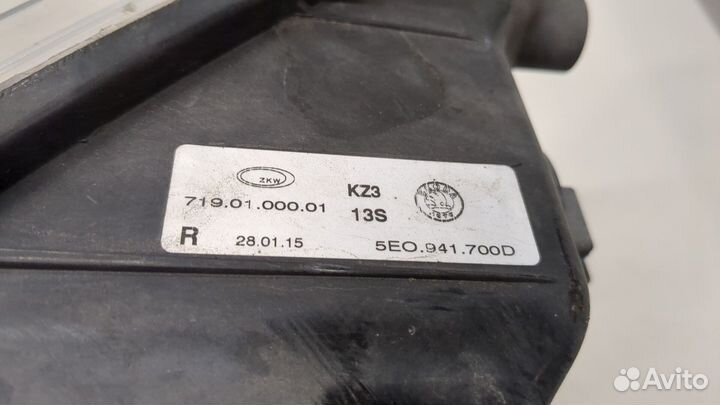 ZKW
719.01.000.01
KZ3
13S
R
28.01.15
5E0.941.700D
Avito